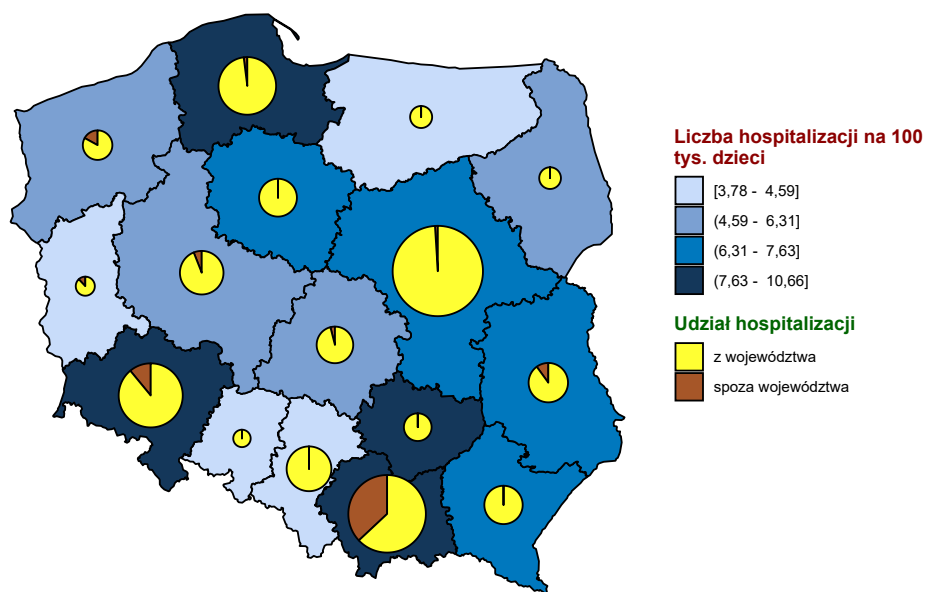 Liczba hospitalizacji na 100
tys. dzieci
[3,78 - 4,59]
(4,59 - 6,31]
(6,31 - 7,63]
(7,63 - 10,66]
Udział hospitalizacji
z województwa
spoza województwa